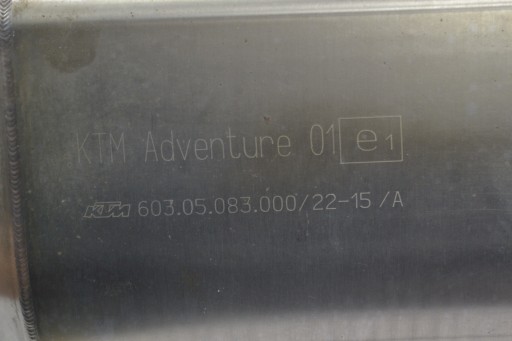 KTM Adventure 01 e1
KTM 603.05.083.000/22-15 /A